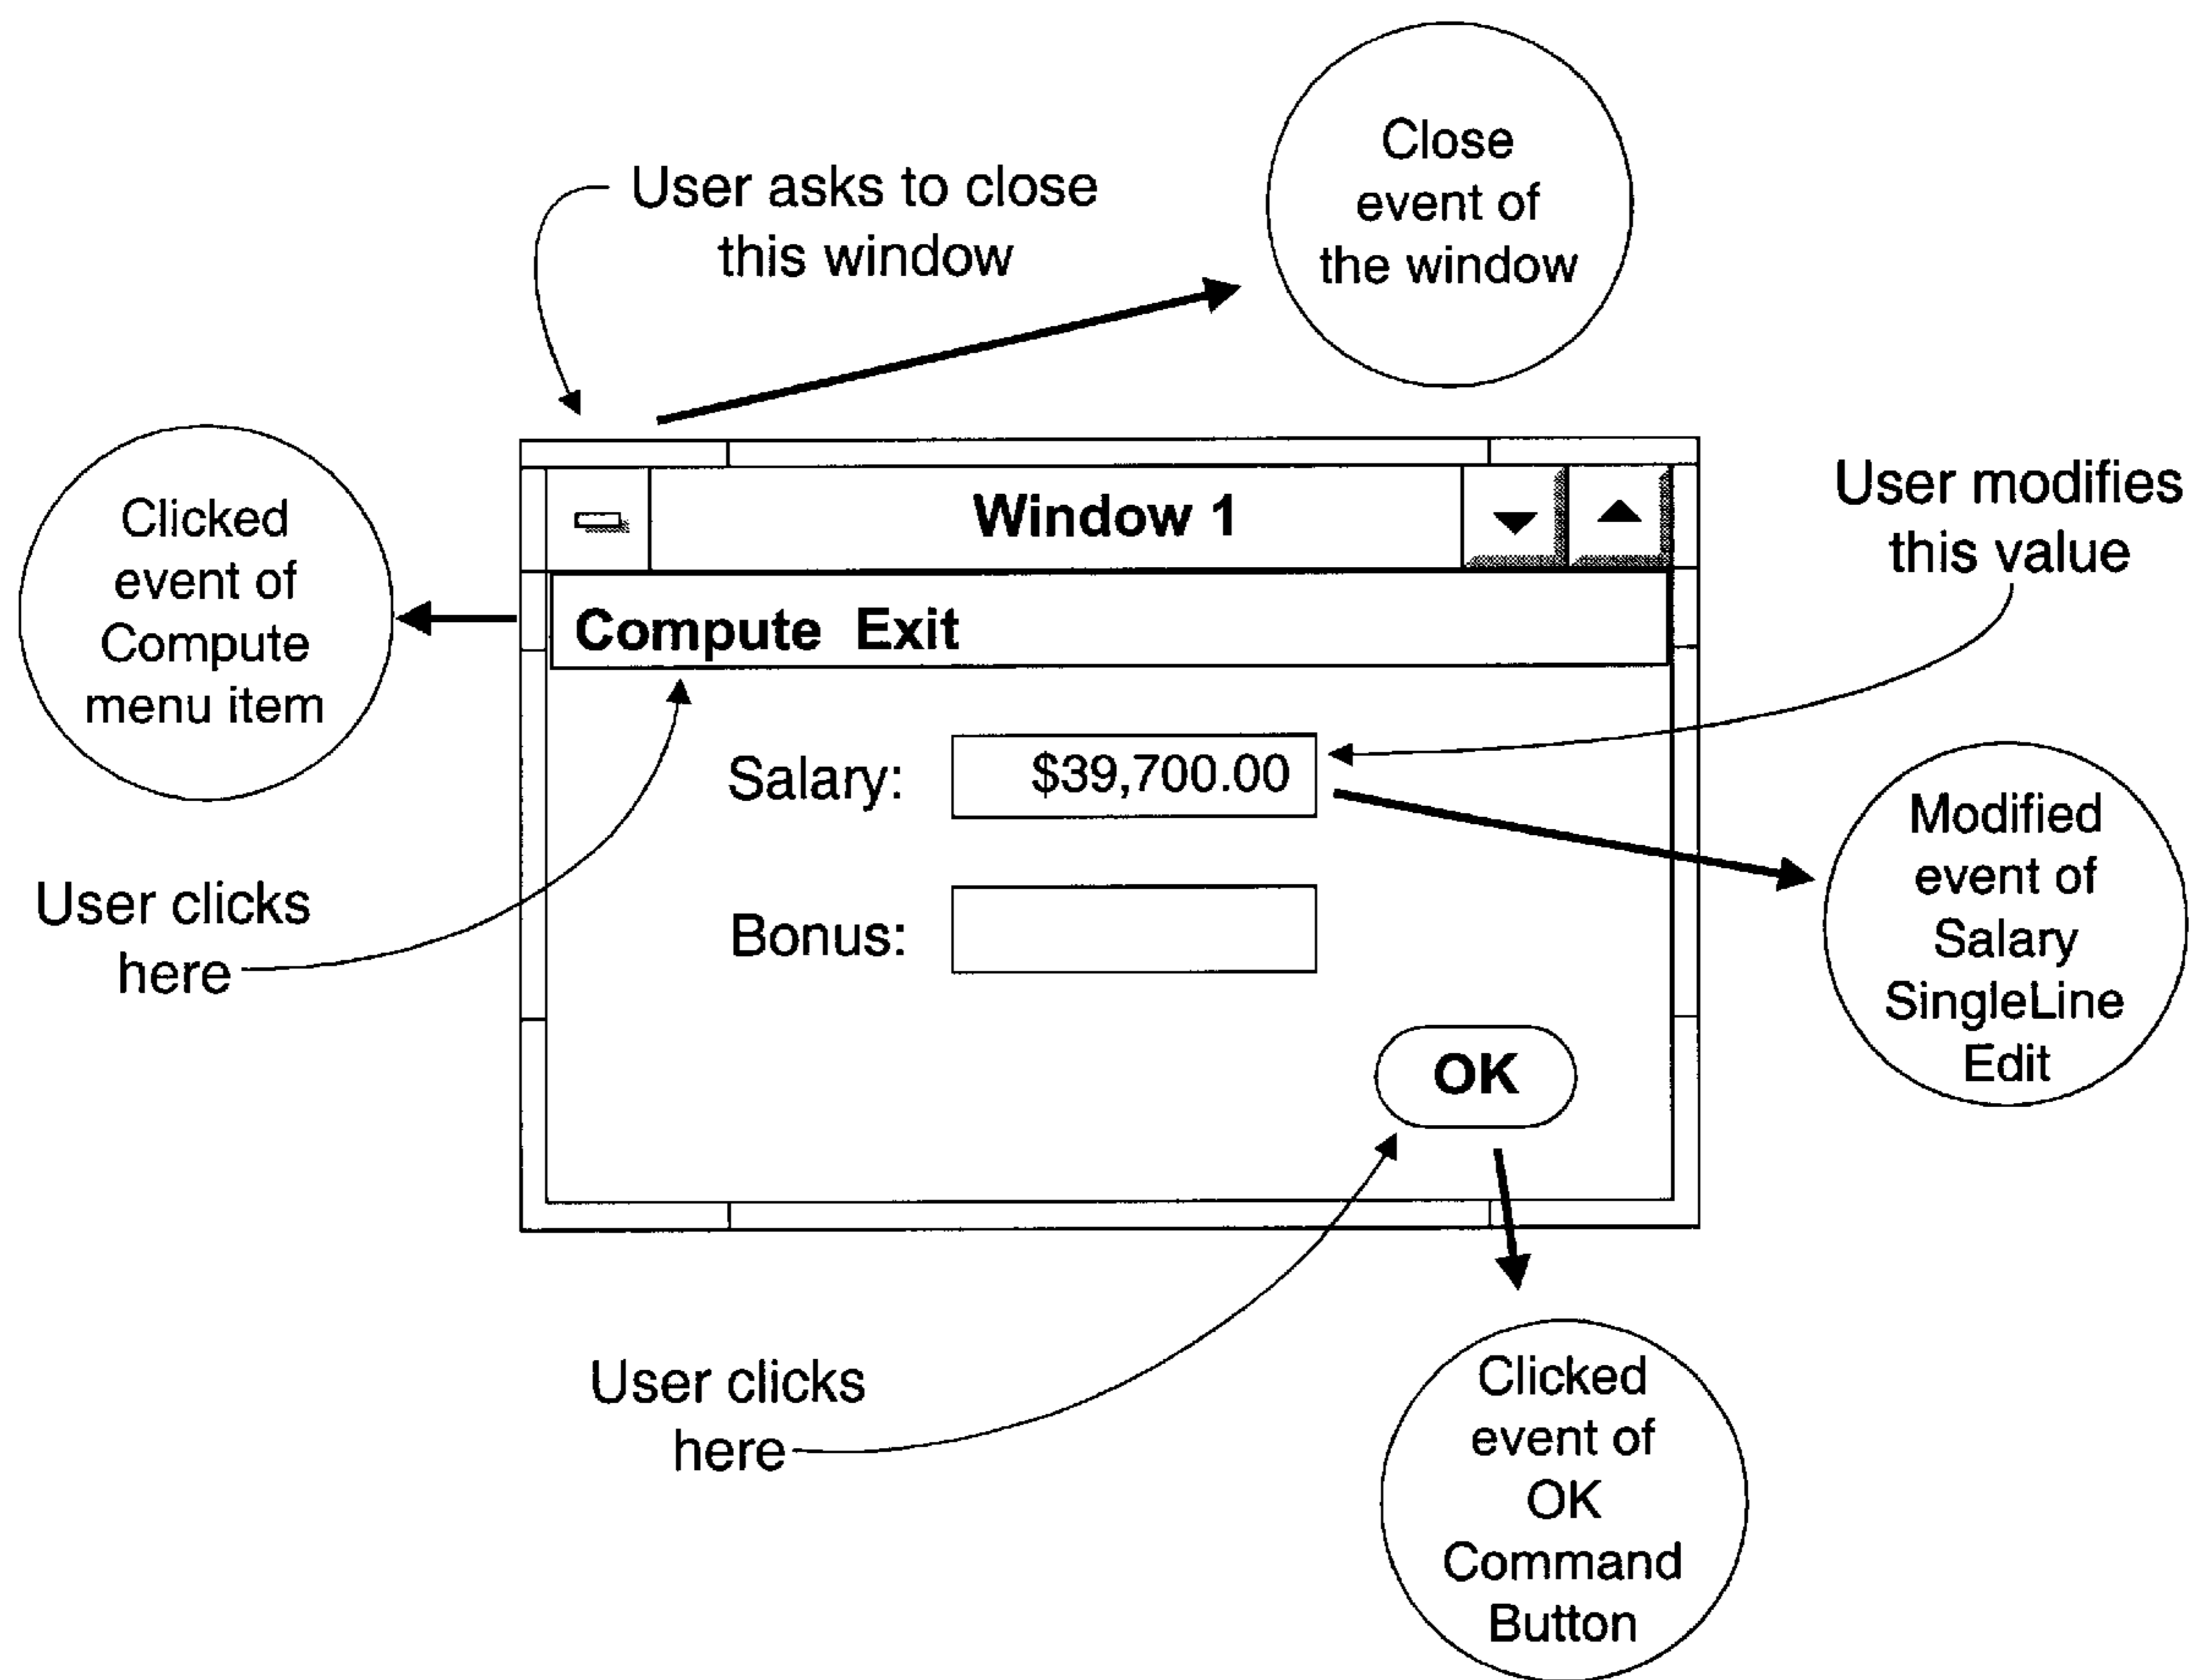 Close
event of
the window
User asks to close
this window
Clicked
event of
Compute
menu item
Window 1
User modifies
this value
Compute Exit
Salary: $39,700.00
Modified
event of
Salary
SingleLine
Edit
User clicks
here
Bonus:
OK
User clicks
here
Clicked
event of
OK
Command
Button